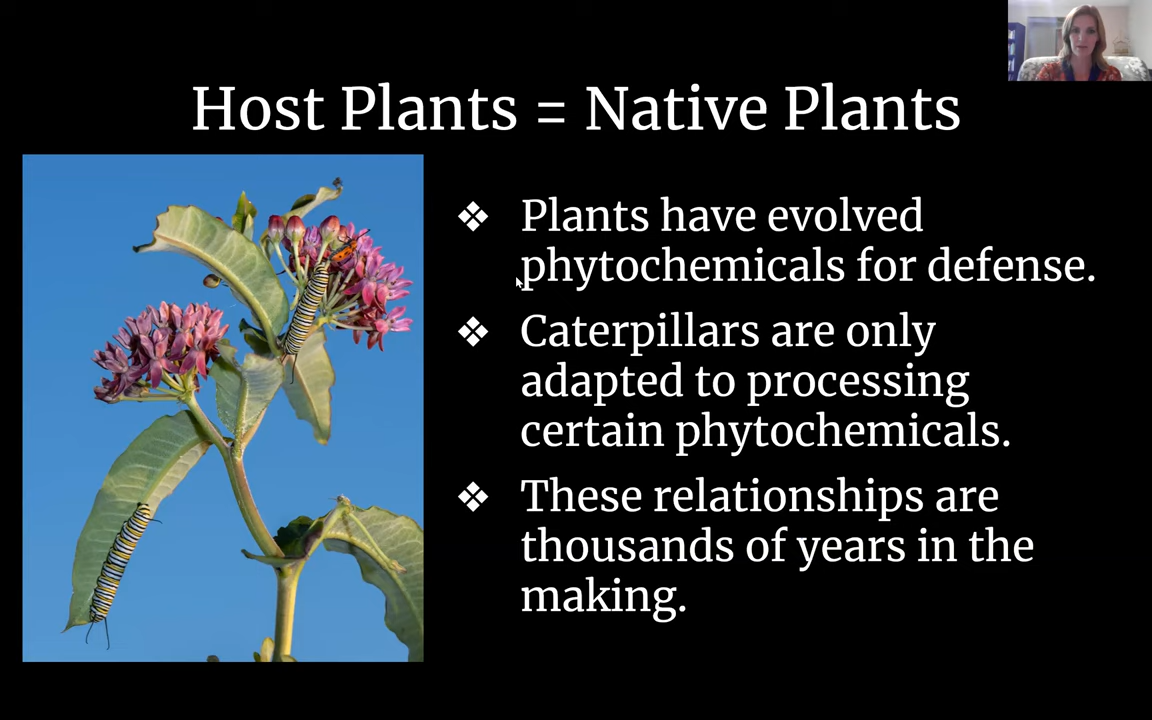 Host Plants = Native Plants
❖ Plants have evolved
phytochemicals for defense.
❖ Caterpillars are only
adapted to processing
certain phytochemicals.
❖ These relationships are
thousands of years in the
making.